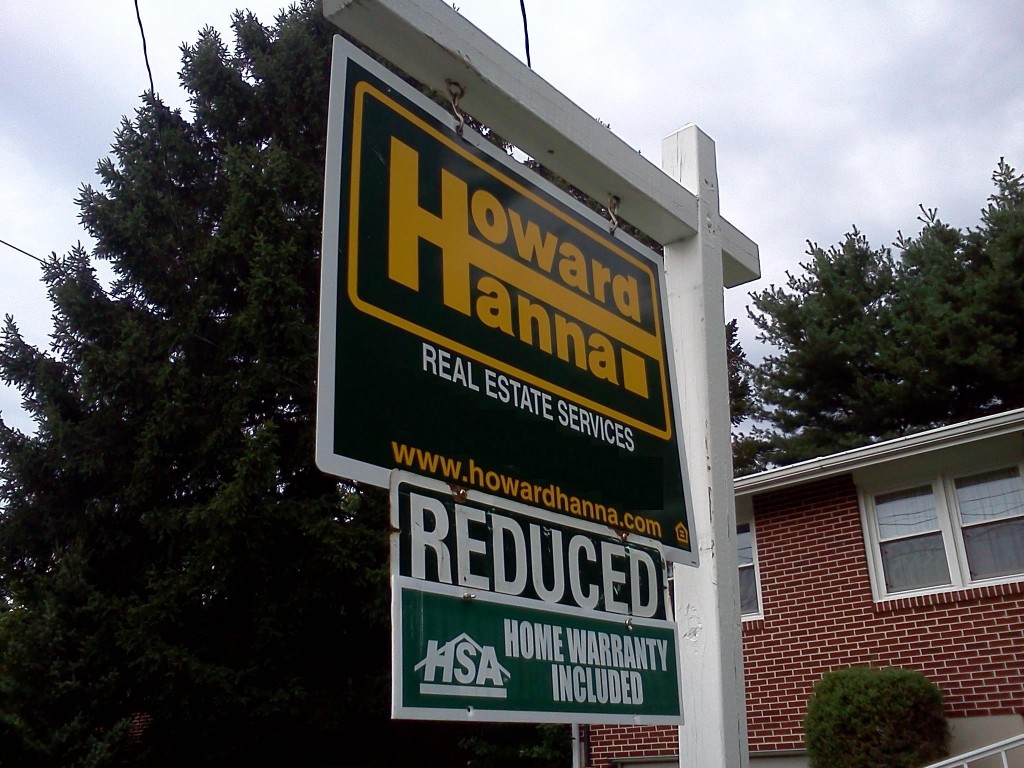 Howard
Hanna
REAL ESTATE SERVICES
www.howardhanna.com
REDUCED
HSA
HOME WARRANTY
INCLUDED